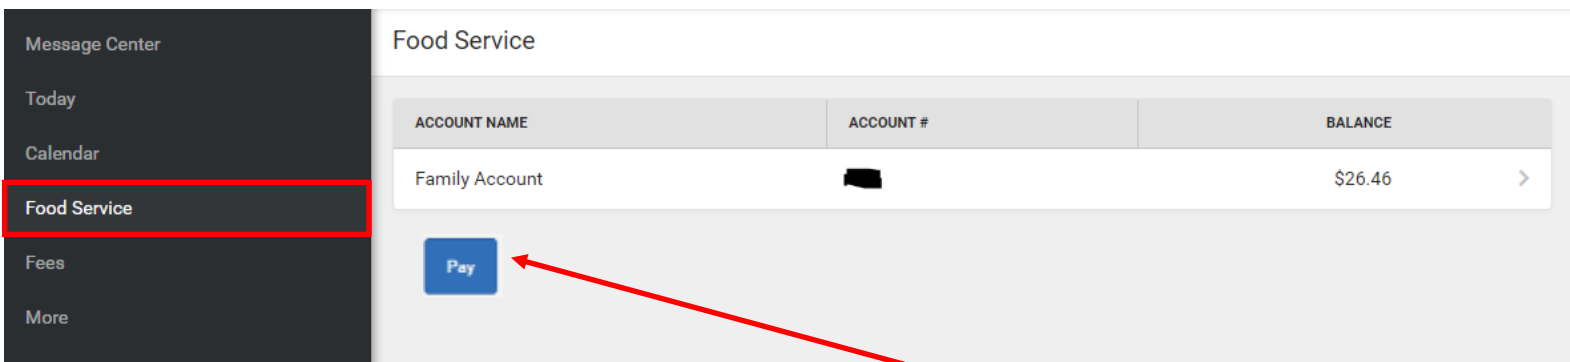 Message Center
Today
Calendar
Food Service
Fees
More
Food Service
ACCOUNT NAME ACCOUNT # BALANCE
Family Account $26.46
Pay